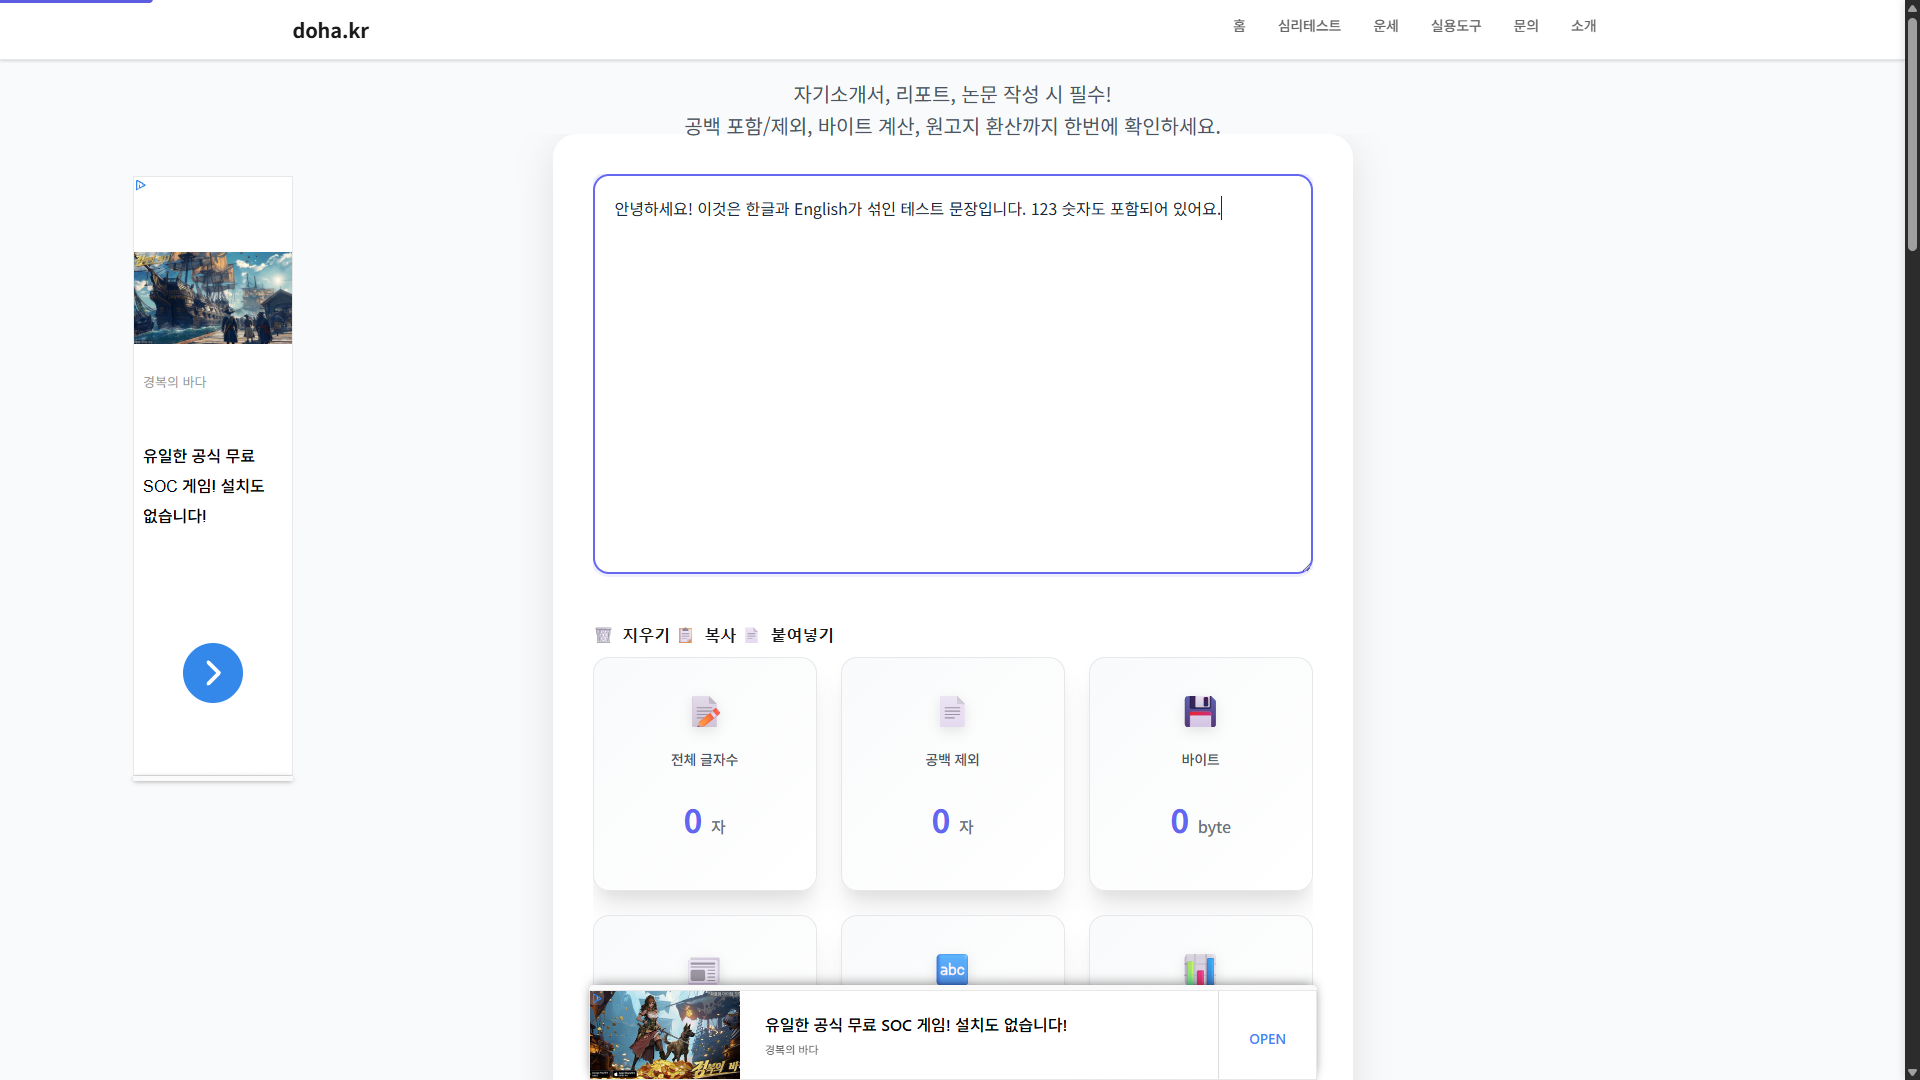 doha.kr
홈 심리테스트 운세 실용도구 문의 소개
자기소개서, 리포트, 논문 작성 시 필수!
공백 포함/제외, 바이트 계산, 원고지 환산까지 한번에 확인하세요.
안녕하세요! 이것은 한글과 English가 섞인 테스트 문장입니다. 123 숫자도 포함되어 있어요.
경복의 바다
유일한 공식 무료
SOC 게임! 설치도
없습니다!
지우기 복사 붙여넣기
전체 글자수
0 자
공백 제외
0 자
바이트
0 byte
abc
유일한 공식 무료 SOC 게임! 설치도 없습니다!
경복의 바다
OPEN